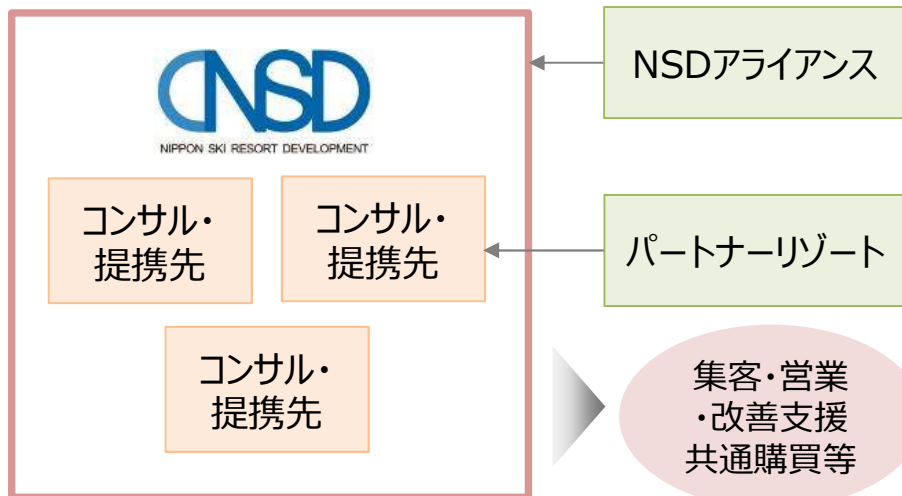 NSD
NIPPON SKI RESORT DEVELOPMENT
NSDアライアンス
コンサル・
提携先
コンサル・
提携先
パートナーリゾート
コンサル・
提携先
集客・営業
・改善支援
共通購買等